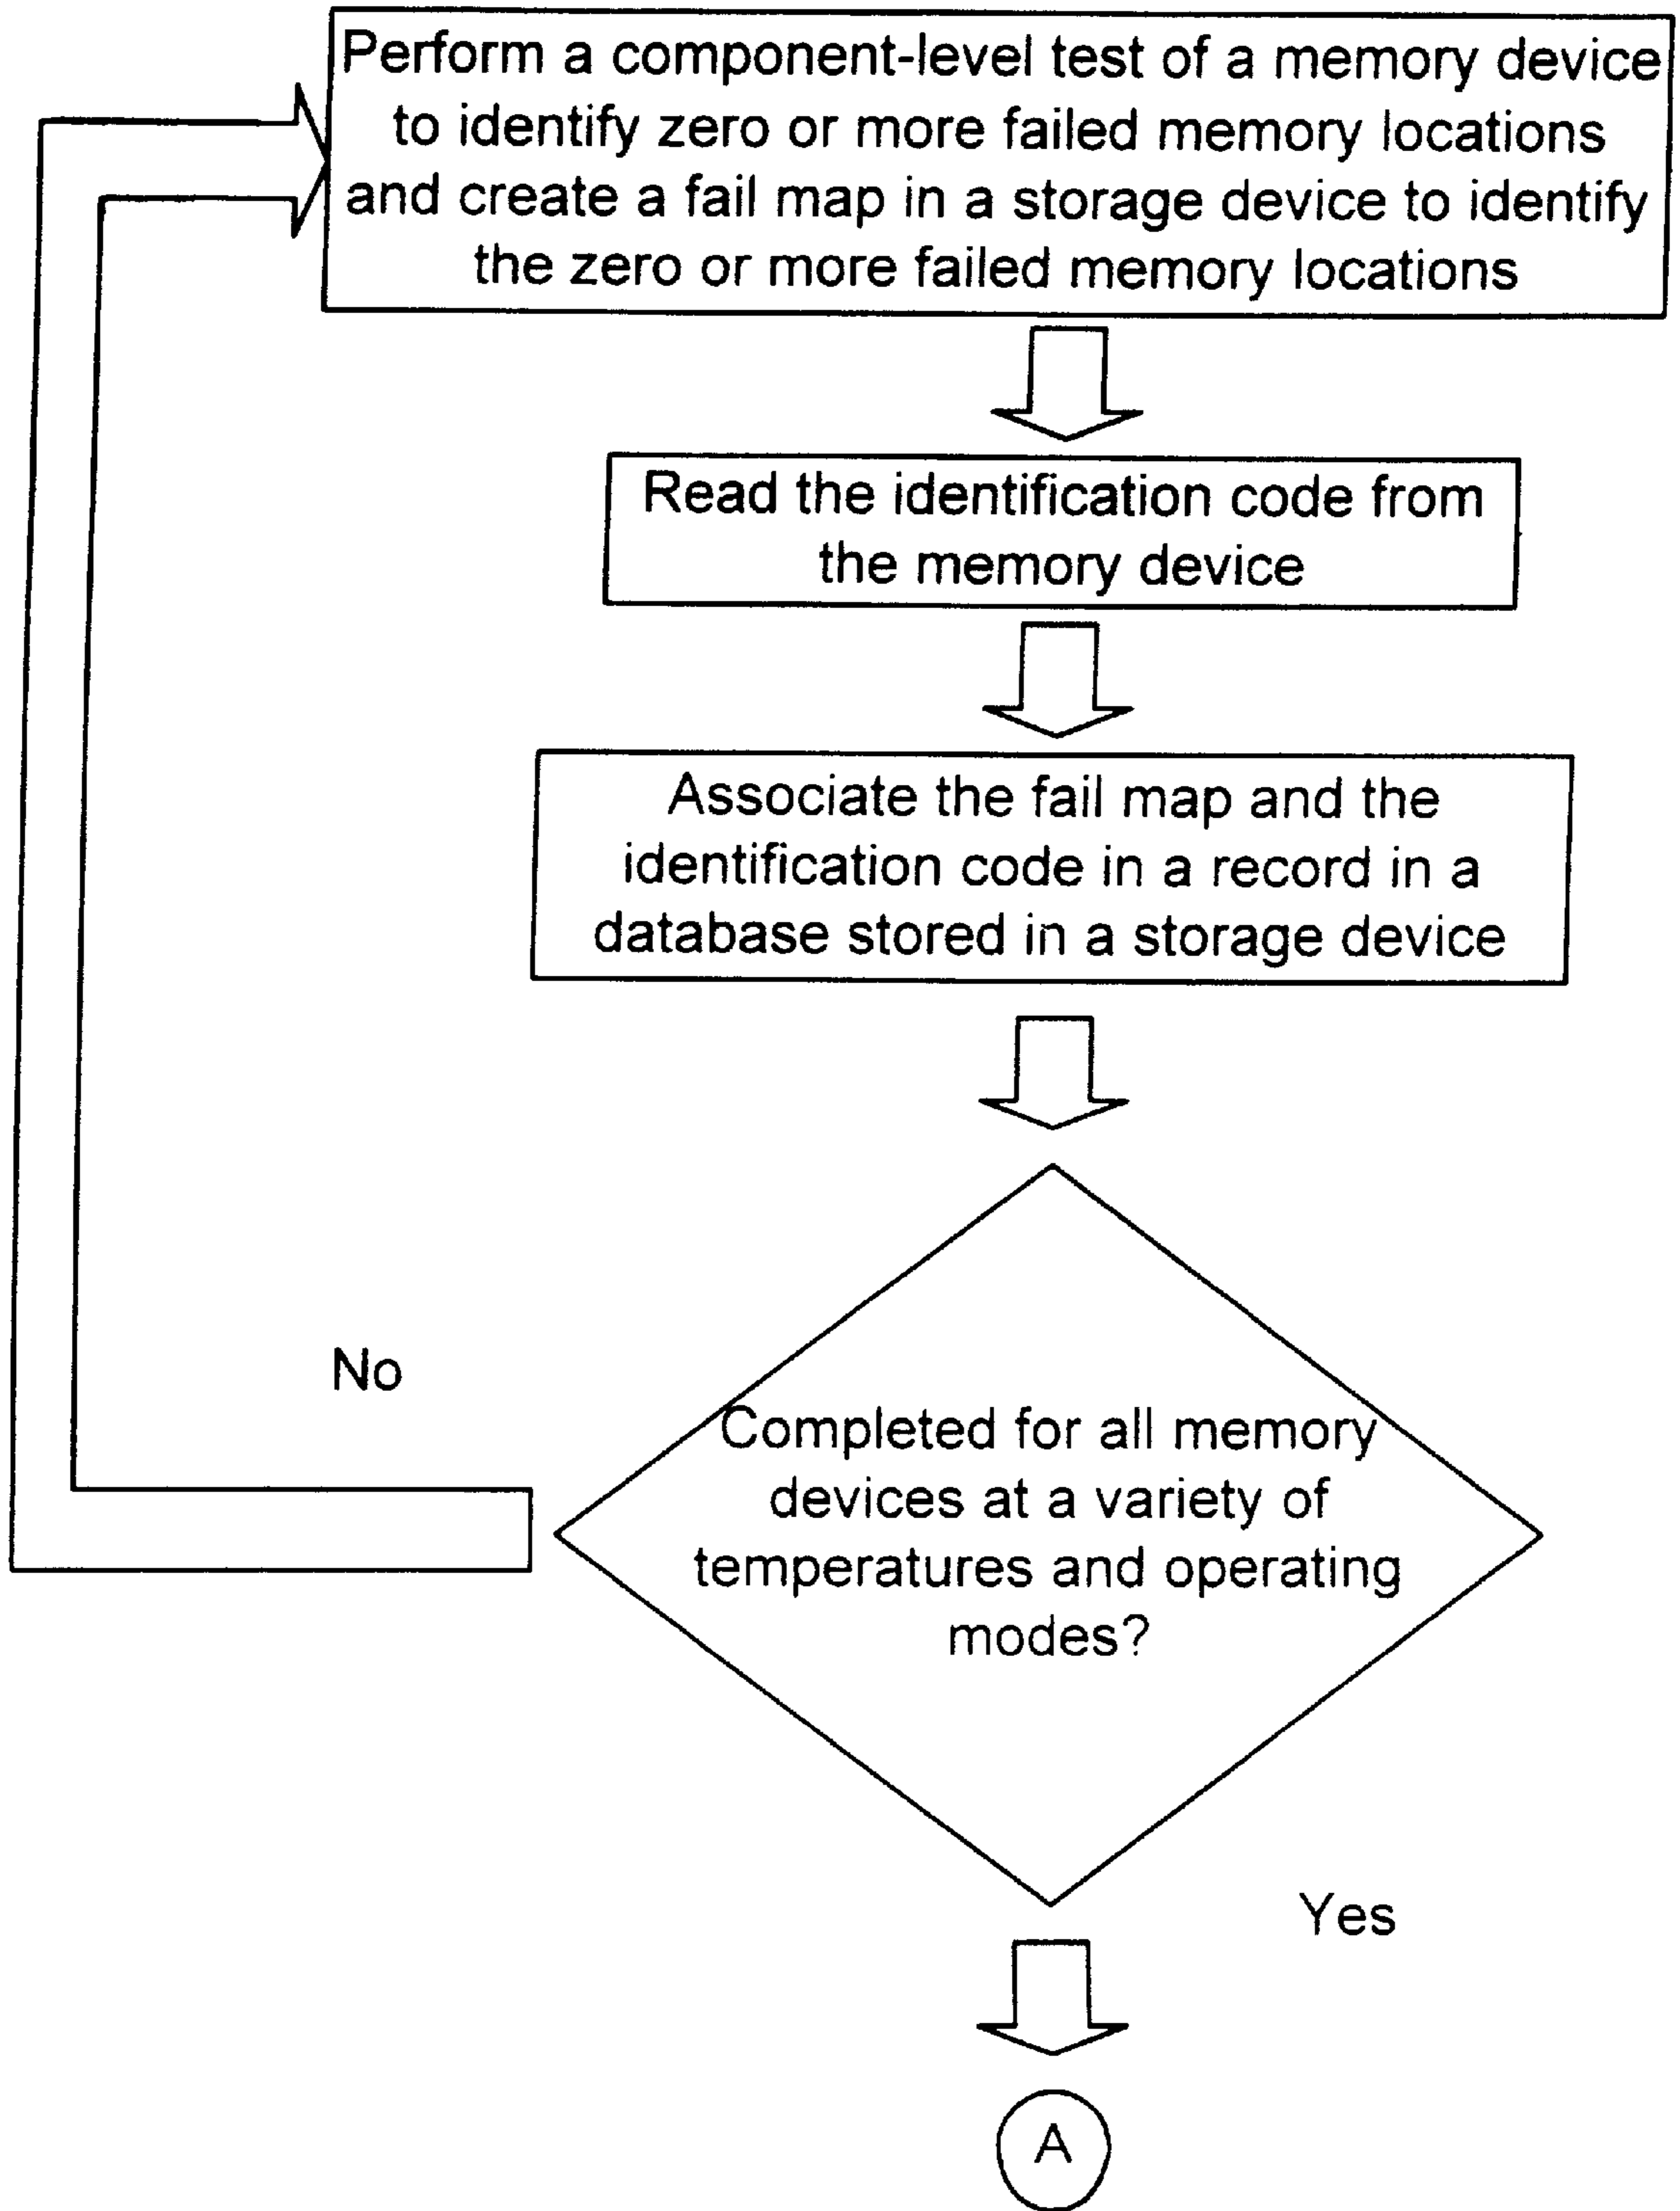 Perform a component-level test of a memory device
to identify zero or more failed memory locations
and create a fail map in a storage device to identify
the zero or more failed memory locations
Read the identification code from
the memory device
Associate the fail map and the
identification code in a record in a
database stored in a storage device
No
Completed for all memory
devices at a variety of
temperatures and operating
modes?
Yes
A